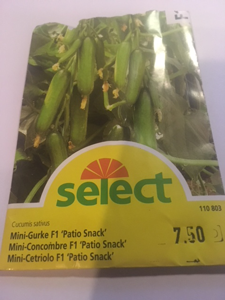 select
Cucumis sativus
110 803
Mini-Gurke F1 'Patio Snack'
Mini-Concombre F1 'Patio Snack'
Mini-Cetriolo F1 'Patio Snack'
7.50